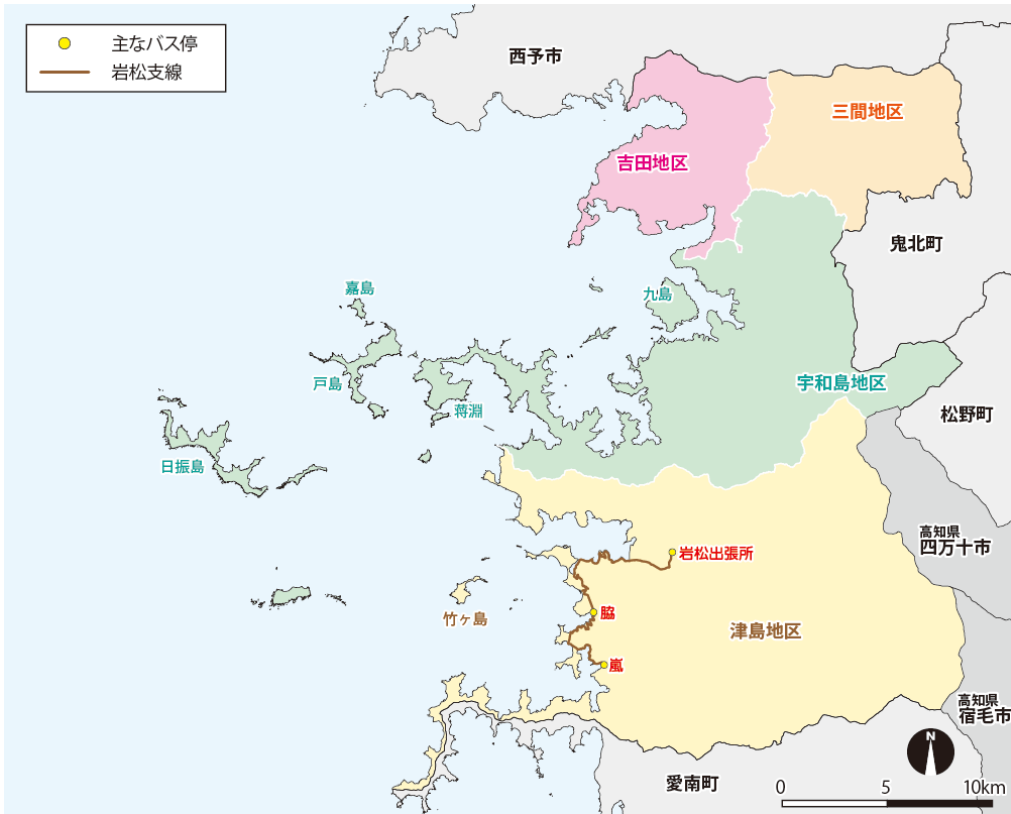 主なバス停
岩松支線
西予市
三間地区
吉田地区
鬼北町
嘉島
九島
戸島
蒋淵
宇和島地区
松野町
日振島
高知県
四万十市
岩松出張所
竹ヶ島
脇
津島地区
嵐
高知県
宿毛市
愛南町
N
0 5 10km